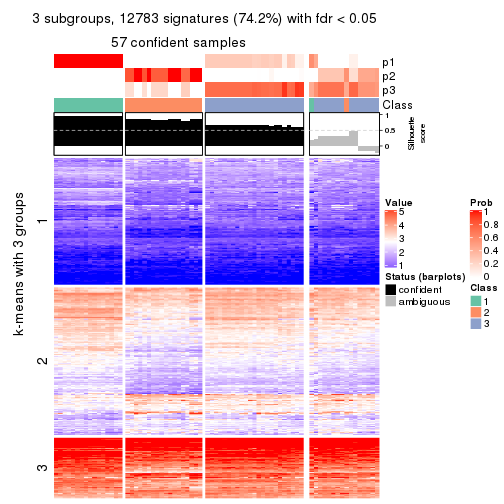 3 subgroups, 12783 signatures (74.2%) with fdr < 0.05
57 confident samples
p1
p2
p3
Class
1
0.5
0
Silhouette
score
k-means with 3 groups
1
2
3
Value
5
4
3
2
1
Status (barplots)
confident
ambiguous
Prob
1
0.8
0.6
0.4
0.2
0
Class
1
2
3